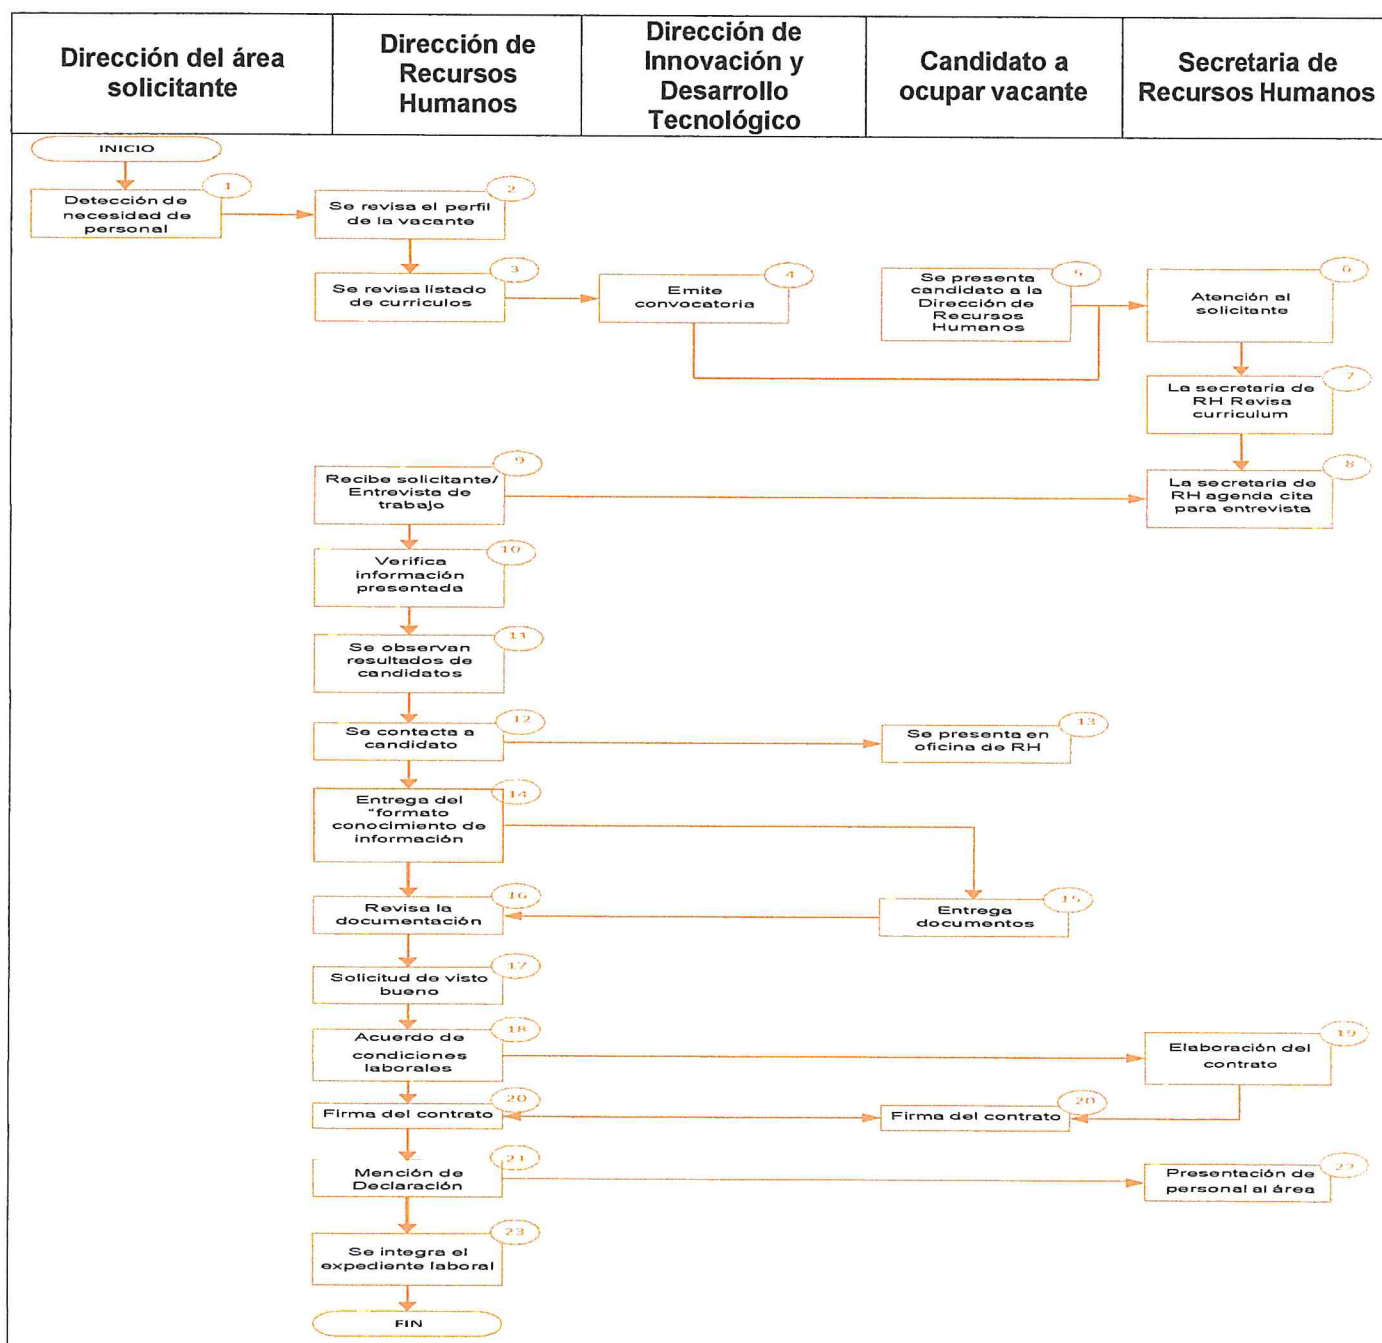 Dirección del área
solicitante
Dirección de
Recursos
Humanos
Dirección de
Innovación y
Desarrollo
Tecnológico
Candidato a
ocupar vacante
Secretaria de
Recursos Humanos
INICIO
1
Detección de
necesidad de
personal
2
Se revisa el perfil
de la vacante
3
Se revisa listado
de curriculos
4
Emite
convocatoria
5
Se presenta
candidato a la
Dirección de
Recursos
Humanos
6
Atención al
solicitante
7
La secretaria de
RH Revisa
curriculum
8
La secretaria de
RH agenda cita
para entrevista
9
Recibe solicitante/
Entrevista de
trabajo
10
Verifica
información
presentada
11
Se observan
resultados de
candidatos
12
Se contacta a
candidato
13
Se presenta en
oficina de RH
14
Entrega del
"formato
conocimiento de
información
15
Entrega
documentos
16
Revisa la
documentación
17
Solicitud de visto
bueno
18
Acuerdo de
condiciones
laborales
19
Elaboración del
contrato
20
Firma del contrato
20
Firma del contrato
21
Mención de
Declaración
22
Presentación de
personal al área
23
Se integra el
expediente laboral
FIN